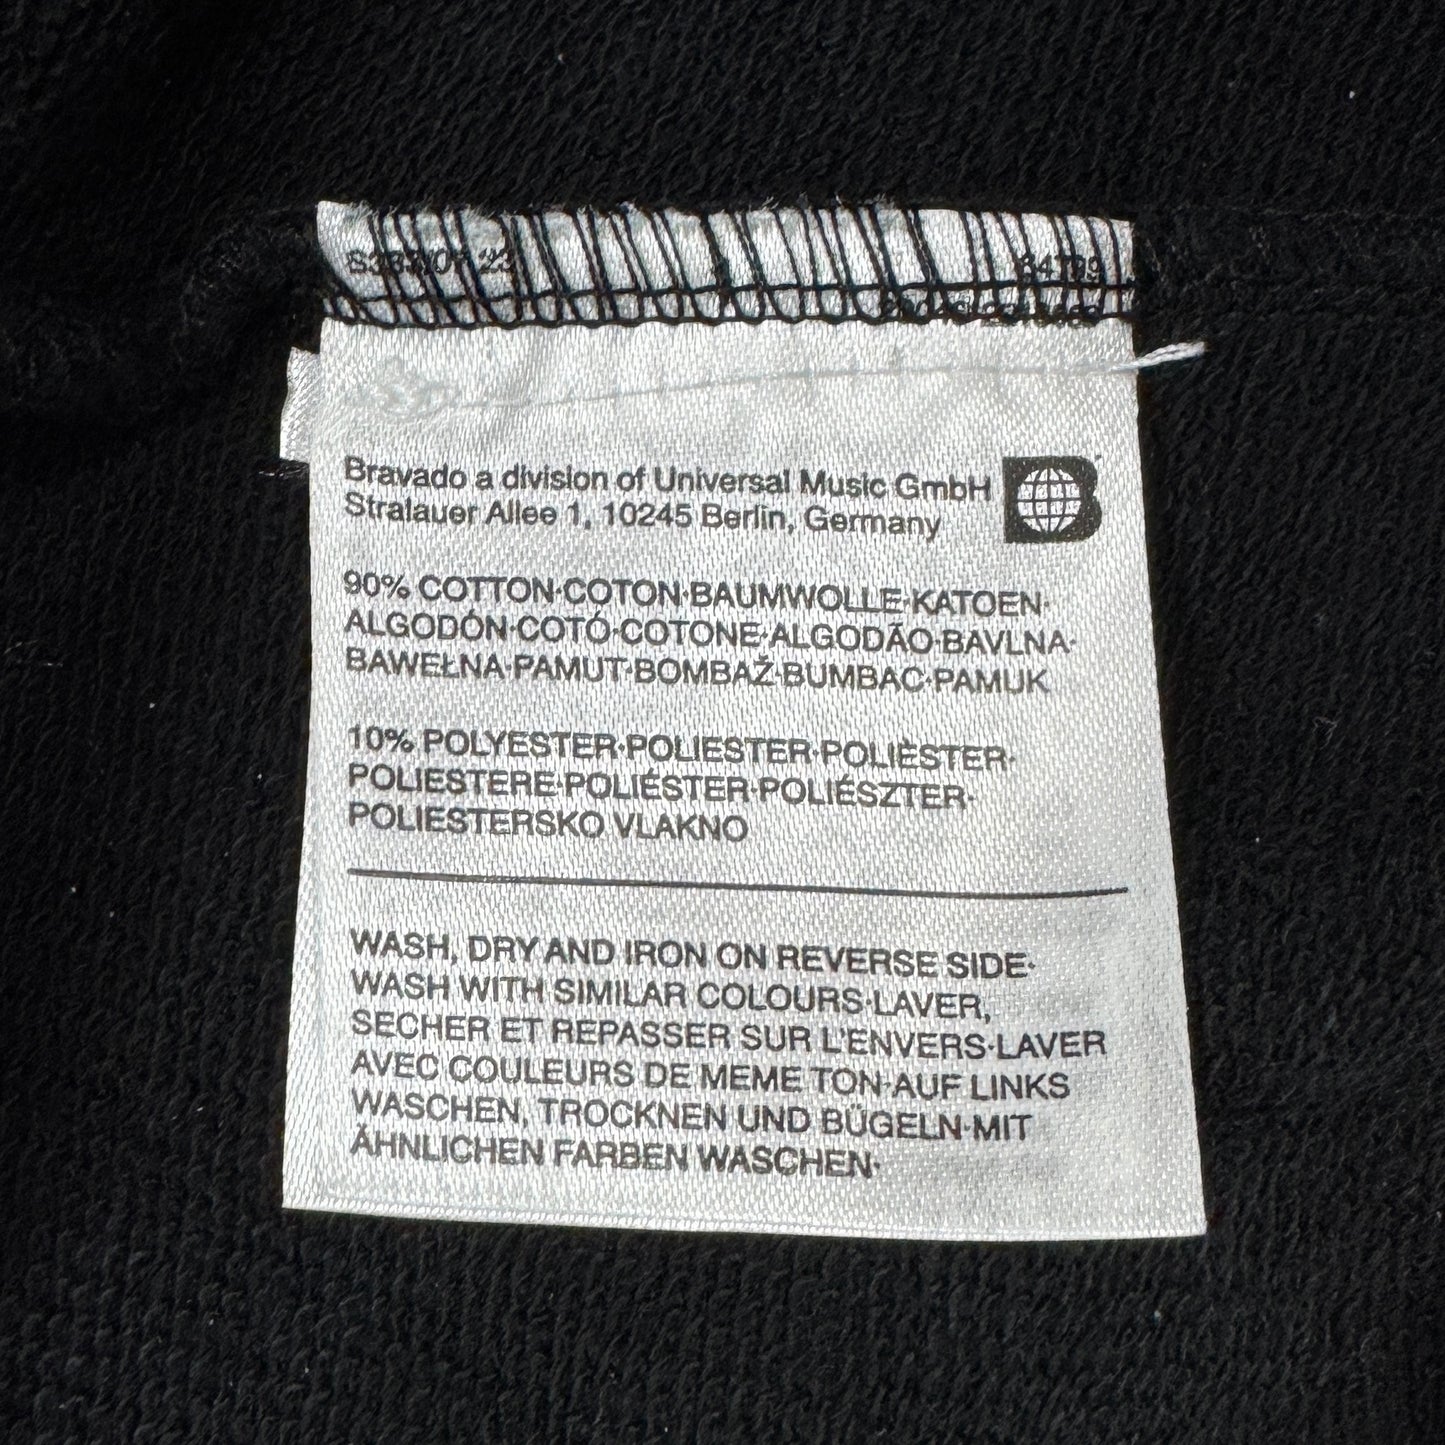 Bravado a division of Universal Music GmbH
Stralauer Allee 1, 10245 Berlin, Germany
B
90% COTTON·COTON·BAUMWOLLE·KATOEN·
ALGODÓN·COTÓ·COTONE·ALGODÃO·BAVLNA·
BAWEŁNA·PAMUT·BOMBAŽ·BUMBAC·PAMUK
10% POLYESTER·POLIESTER·POLIÈSTER·
POLIESTERE·POLIÉSTER·POLIÉSZTER·
POLIESTERSKO VLAKNO
WASH, DRY AND IRON ON REVERSE SIDE·
WASH WITH SIMILAR COLOURS·LAVER,
SECHER ET REPASSER SUR L'ENVERS·LAVER
AVEC COULEURS DE MEME TON·AUF LINKS
WASCHEN, TROCKNEN UND BÜGELN·MIT
ÄHNLICHEN FARBEN WASCHEN·